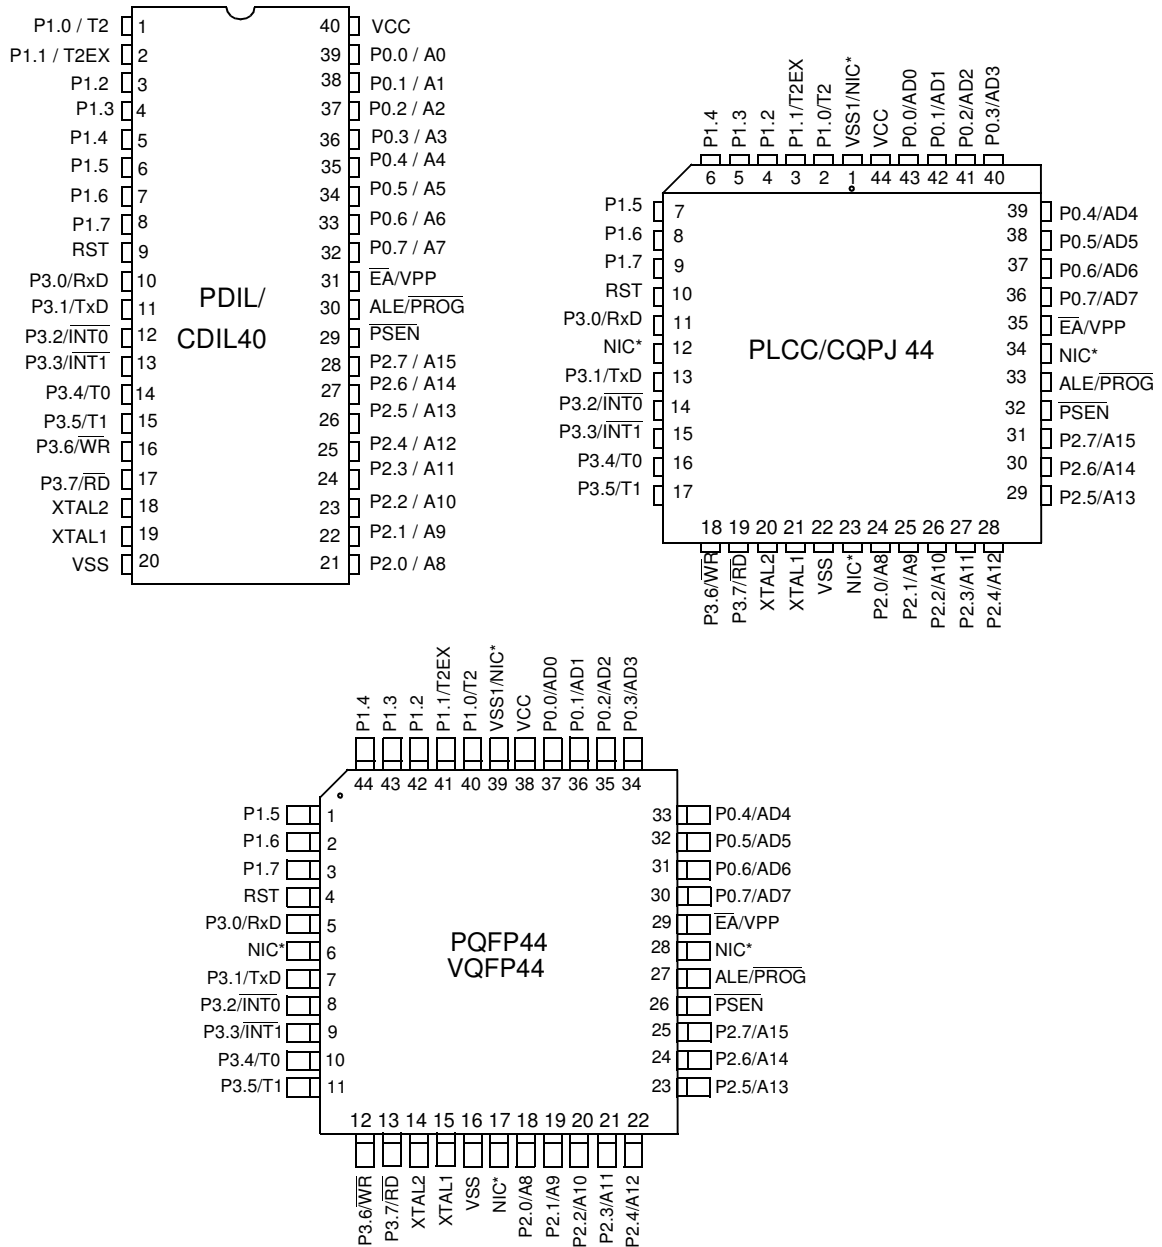 P1.0 / T2 1 40 VCC
P1.1 / T2EX 2 39 P0.0 / A0
P1.2 3 38 P0.1 / A1
P1.3 4 37 P0.2 / A2
P1.4 5 36 P0.3 / A3
P1.5 6 35 P0.4 / A4
P1.6 7 34 P0.5 / A5
P1.7 8 33 P0.6 / A6
RST 9 32 P0.7 / A7
P3.0/RxD 10 31 E̅A̅/VPP
P3.1/TxD 11 30 ALE/P̅R̅O̅G̅
P3.2/I̅N̅T̅0̅ 12 29 P̅S̅E̅N̅
P3.3/I̅N̅T̅1̅ 13 28 P2.7 / A15
P3.4/T0 14 27 P2.6 / A14
P3.5/T1 15 26 P2.5 / A13
P3.6/W̅R̅ 16 25 P2.4 / A12
P3.7/R̅D̅ 17 24 P2.3 / A11
XTAL2 18 23 P2.2 / A10
XTAL1 19 22 P2.1 / A9
VSS 20 21 P2.0 / A8
PDIL/
CDIL40
P1.4 P1.3 P1.2 P1.1/T2EX P1.0/T2 VSS1/NIC* VCC P0.0/AD0 P0.1/AD1 P0.2/AD2 P0.3/AD3
6 5 4 3 2 1 44 43 42 41 40
P1.5 7 39 P0.4/AD4
P1.6 8 38 P0.5/AD5
P1.7 9 37 P0.6/AD6
RST 10 36 P0.7/AD7
P3.0/RxD 11 35 E̅A̅/VPP
NIC* 12 34 NIC*
P3.1/TxD 13 33 ALE/P̅R̅O̅G̅
P3.2/I̅N̅T̅0̅ 14 32 P̅S̅E̅N̅
P3.3/I̅N̅T̅1̅ 15 31 P2.7/A15
P3.4/T0 16 30 P2.6/A14
P3.5/T1 17 29 P2.5/A13
PLCC/CQPJ 44
18 19 20 21 22 23 24 25 26 27 28
P3.6/W̅R̅ P3.7/R̅D̅ XTAL2 XTAL1 VSS NIC* P2.0/A8 P2.1/A9 P2.2/A10 P2.3/A11 P2.4/A12
P1.4 P1.3 P1.2 P1.1/T2EX P1.0/T2 VSS1/NIC* VCC P0.0/AD0 P0.1/AD1 P0.2/AD2 P0.3/AD3
44 43 42 41 40 39 38 37 36 35 34
P1.5 1 33 P0.4/AD4
P1.6 2 32 P0.5/AD5
P1.7 3 31 P0.6/AD6
RST 4 30 P0.7/AD7
P3.0/RxD 5 29 E̅A̅/VPP
NIC* 6 28 NIC*
P3.1/TxD 7 27 ALE/P̅R̅O̅G̅
P3.2/I̅N̅T̅0̅ 8 26 P̅S̅E̅N̅
P3.3/I̅N̅T̅1̅ 9 25 P2.7/A15
P3.4/T0 10 24 P2.6/A14
P3.5/T1 11 23 P2.5/A13
PQFP44
VQFP44
12 13 14 15 16 17 18 19 20 21 22
P3.6/W̅R̅ P3.7/R̅D̅ XTAL2 XTAL1 VSS NIC* P2.0/A8 P2.1/A9 P2.2/A10 P2.3/A11 P2.4/A12